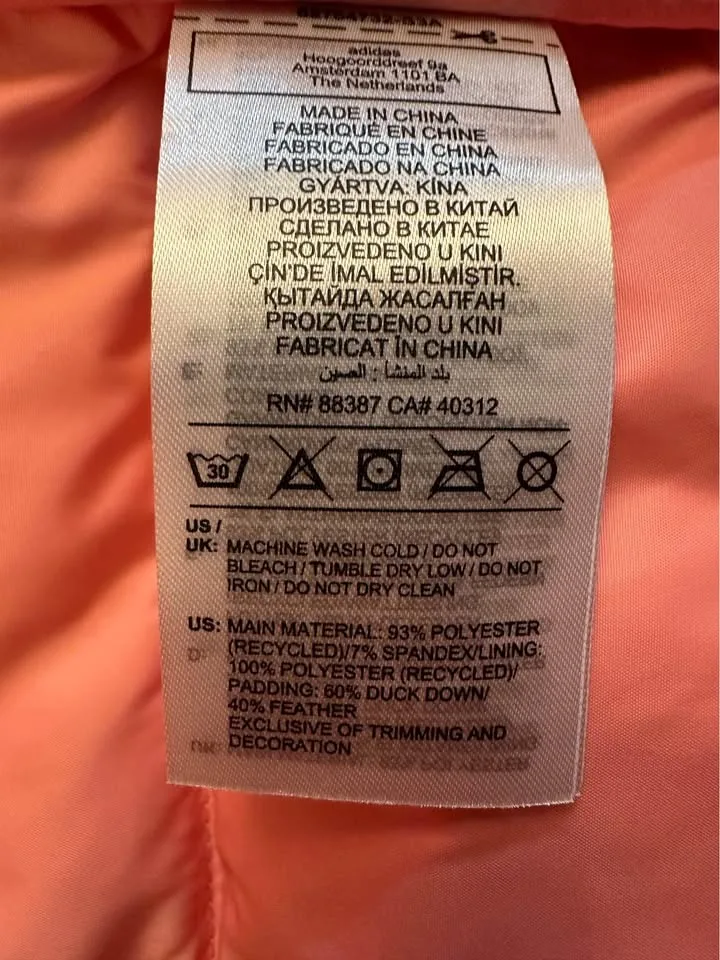 adidas
Hoogoorddreef 9a
Amsterdam 1101 BA
The Netherlands
MADE IN CHINA
FABRIQUÉ EN CHINE
FABRICADO EN CHINA
FABRICADO NA CHINA
GYÁRTVA: KÍNA
ПРОИЗВЕДЕНО В КИТАЙ
СДЕЛАНО В КИТАЕ
PROIZVEDENO U KINI
ÇİN'DE İMAL EDİLMİŞTİR.
ҚЫТАЙДА ЖАСАЛҒАН
PROIZVEDENO U KINI
FABRICAT ÎN CHINA
بلد المنشأ : الصين
RN# 88387 CA# 40312
30
US /
UK: MACHINE WASH COLD / DO NOT
BLEACH / TUMBLE DRY LOW / DO NOT
IRON / DO NOT DRY CLEAN
US: MAIN MATERIAL: 93% POLYESTER
(RECYCLED)/7% SPANDEX/LINING:
100% POLYESTER (RECYCLED)/
PADDING: 60% DUCK DOWN/
40% FEATHER
EXCLUSIVE OF TRIMMING AND
DECORATION